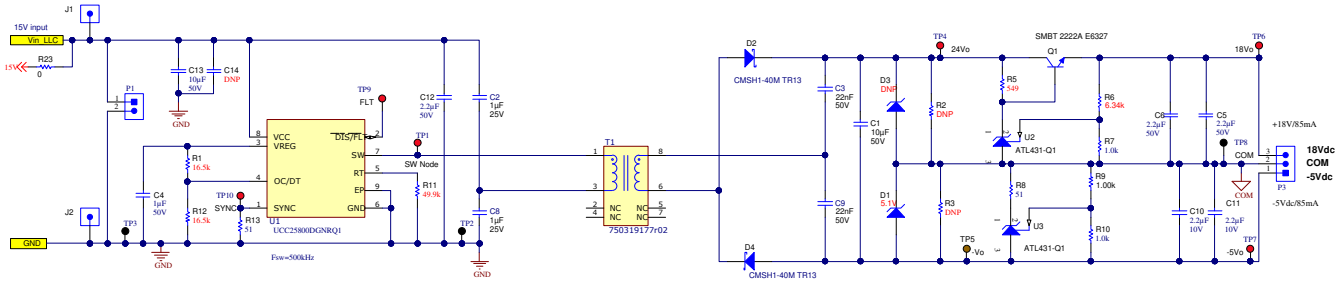 J1
15V input
Vin_LLC
R23
15V
0
C13
10µF
50V
C14
DNP
P1
1
2
GND
C12
2.2µF
50V
C2
1µF
25V
TP9
FLT
8
VCC
DIS/FLT
2
3
VREG
SW
7
TP1
SW Node
R1
16.5k
4
OC/DT
RT
5
R11
49.9k
C4
1µF
50V
TP10
SYNC
1
SYNC
EP
9
GND
6
R12
16.5k
R13
51
U1
UCC25800DGNRQ1
J2
TP3
GND
GND
Fsw=500kHz
TP2
C8
1µF
25V
GND
T1
1
8
3
6
2
NC
NC
5
4
NC
NC
7
750319177r02
D2
CMSH1-40M TR13
D4
CMSH1-40M TR13
C3
22nF
50V
C9
22nF
50V
C1
10µF
50V
D3
DNP
D1
5.1V
R2
DNP
R3
DNP
TP4
24Vo
SMBT 2222A E6327
Q1
R5
549
U2
ATL431-Q1
1
2
3
R6
6.34k
R7
1.0k
R8
51
R9
1.00k
U3
ATL431-Q1
1
2
3
R10
1.0k
TP5
-Vo
C6
2.2µF
50V
C5
2.2µF
50V
C10
2.2µF
10V
C11
2.2µF
10V
TP6
18Vo
TP8
COM
COM
TP7
-5Vo
+18V/85mA
3
2
1
P3
18Vdc
COM
-5Vdc
-5Vdc/85mA